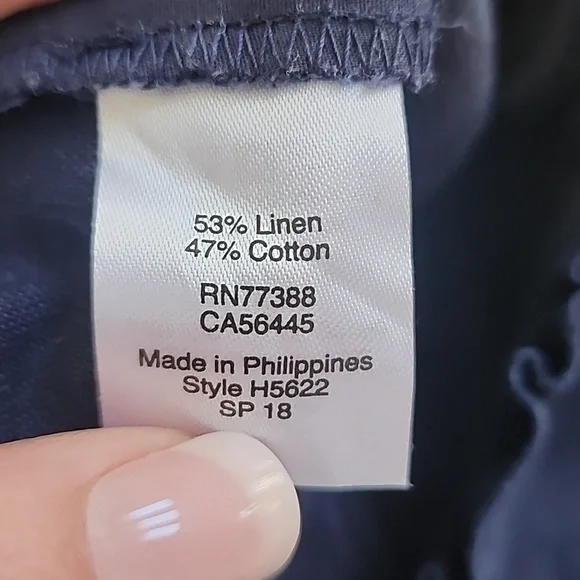 53% Linen
47% Cotton
RN77388
CA56445
Made in Philippines
Style H5622
SP 18